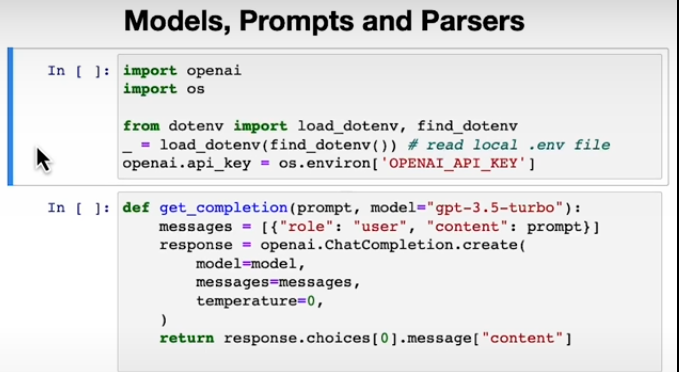 Models, Prompts and Parsers
In [ ]: import openai
import os
from dotenv import load_dotenv, find_dotenv
_ = load_dotenv(find_dotenv()) # read local .env file
openai.api_key = os.environ['OPENAI_API_KEY']
In [ ]: def get_completion(prompt, model="gpt-3.5-turbo"):
    messages = [{"role": "user", "content": prompt}]
    response = openai.ChatCompletion.create(
        model=model,
        messages=messages,
        temperature=0,
    )
    return response.choices[0].message["content"]